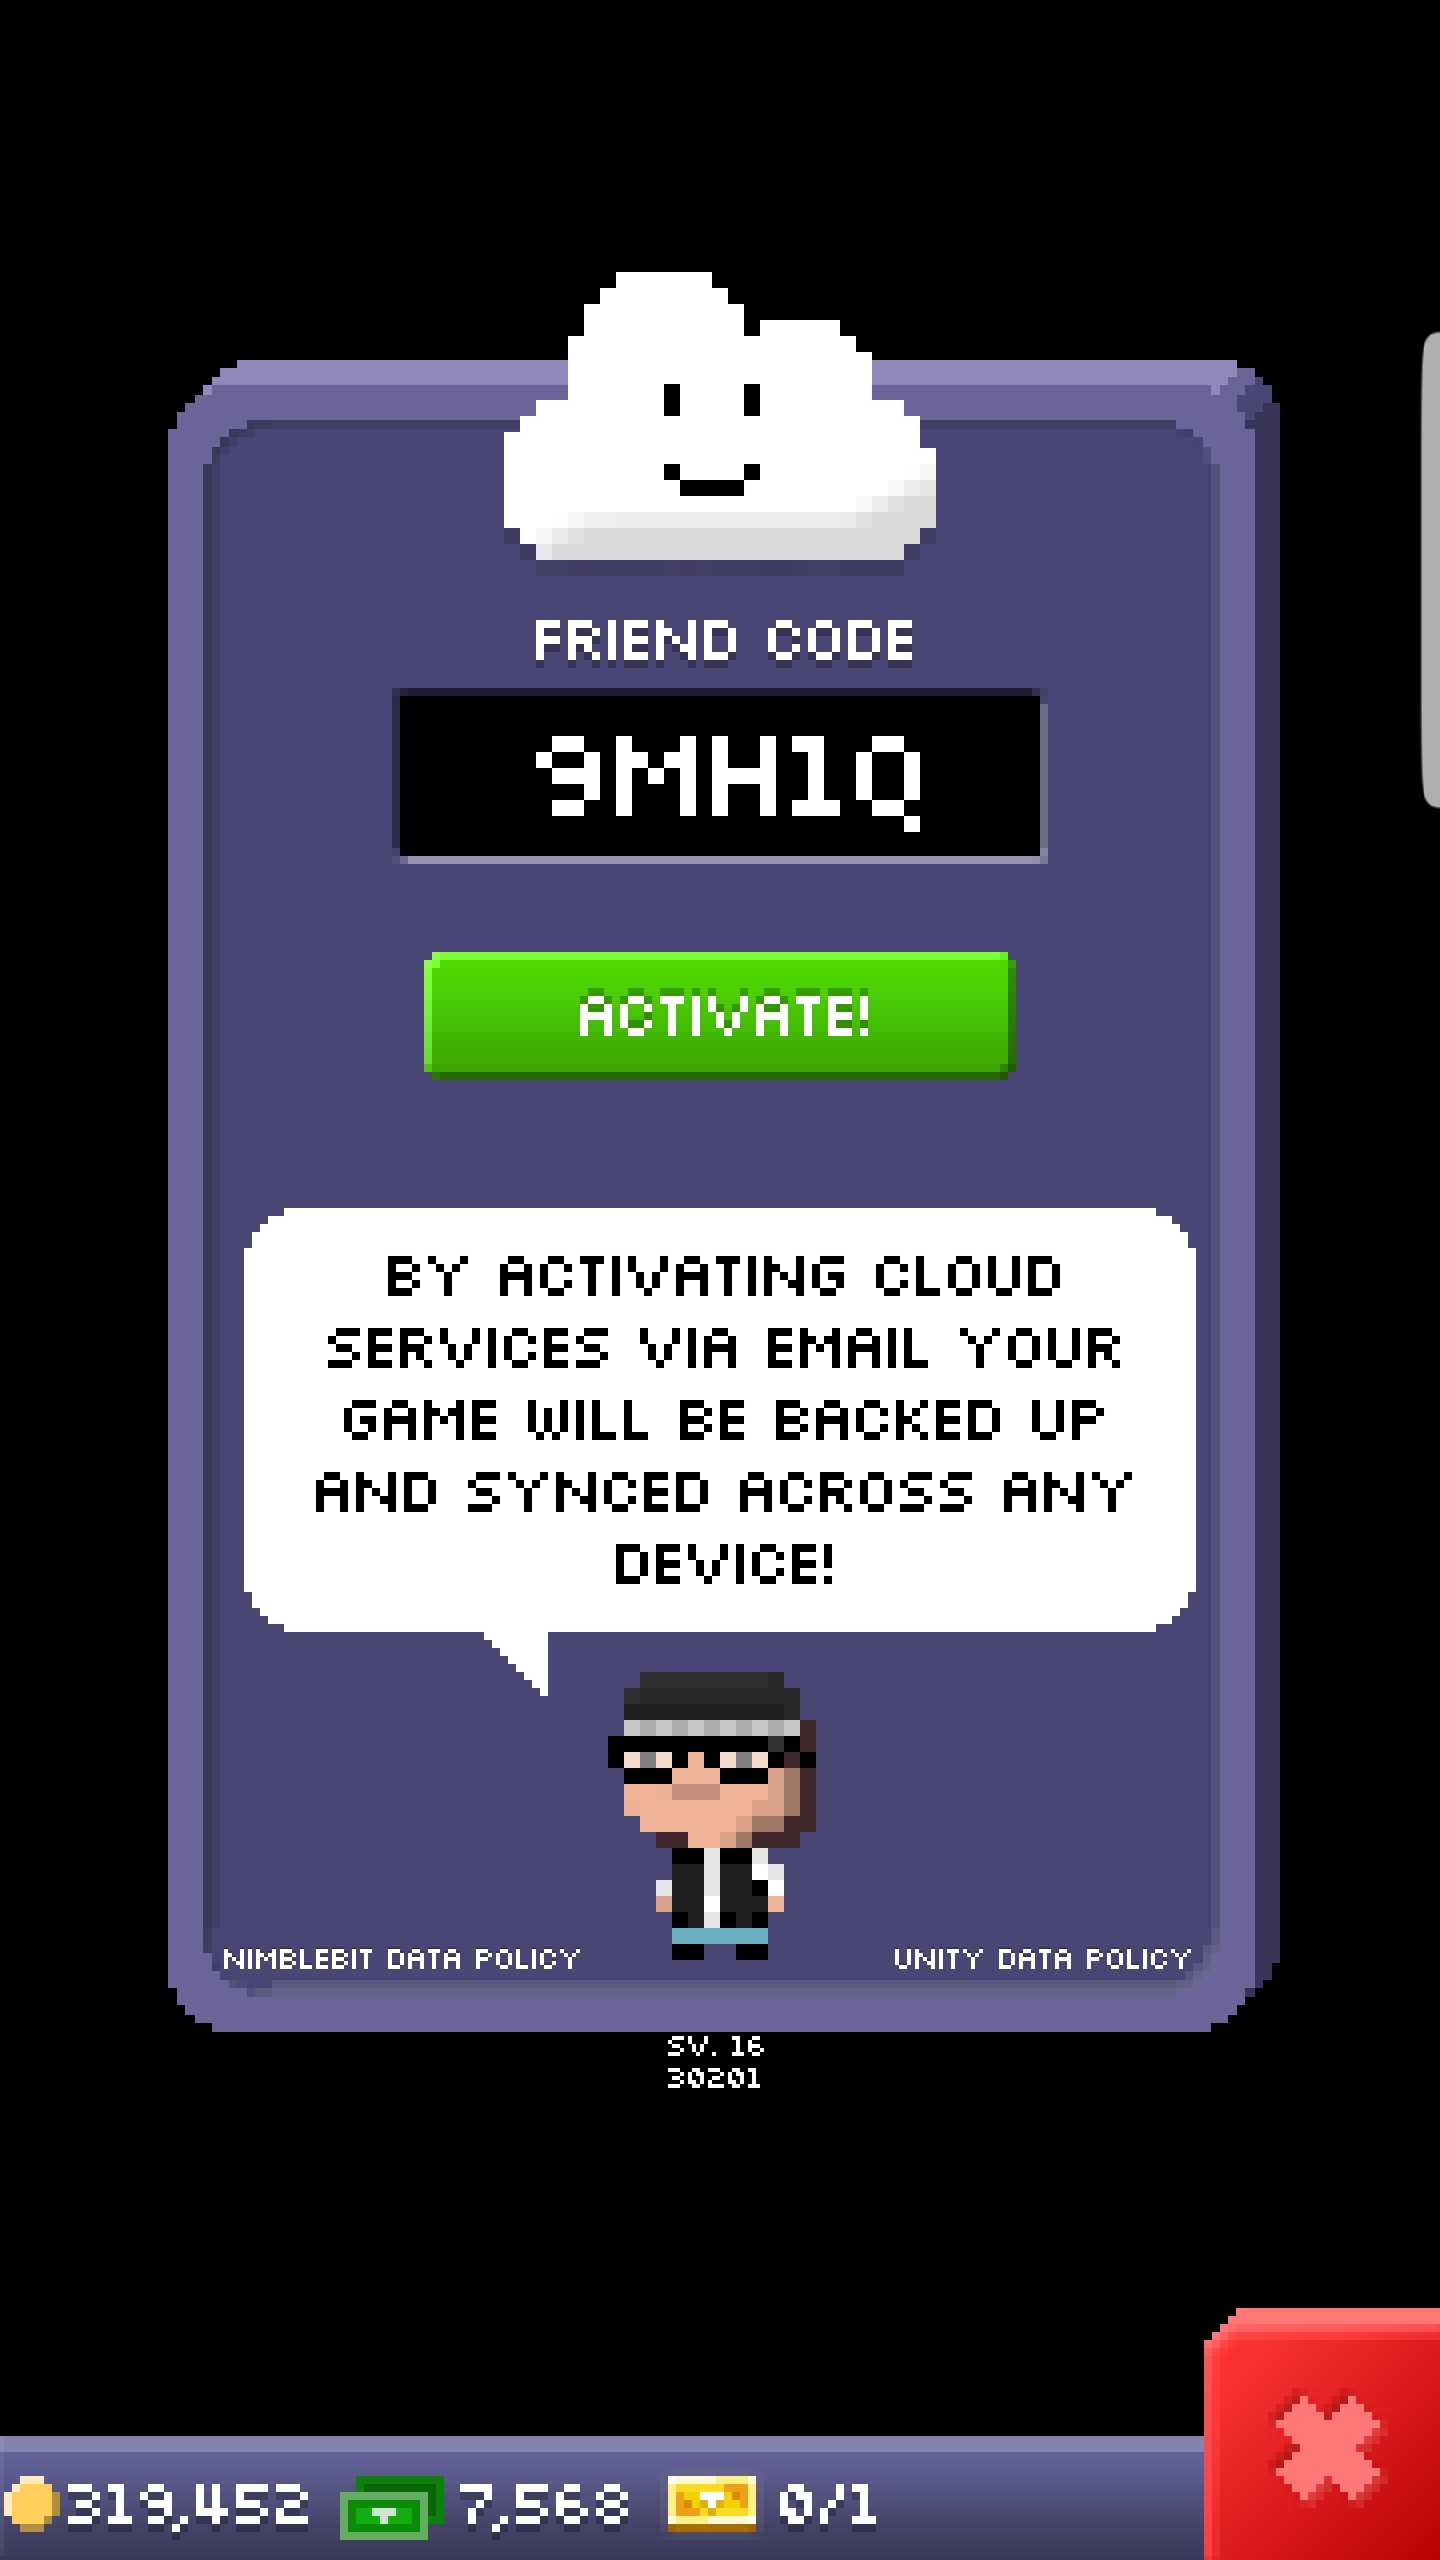 FRIEND CODE
9MH1Q
ACTIVATE!
BY ACTIVATING CLOUD
SERVICES VIA EMAIL YOUR
GAME WILL BE BACKED UP
AND SYNCED ACROSS ANY
DEVICE!
NIMBLEBIT DATA POLICY
UNITY DATA POLICY
SV. 16
30201
319,452 7,568 0/1